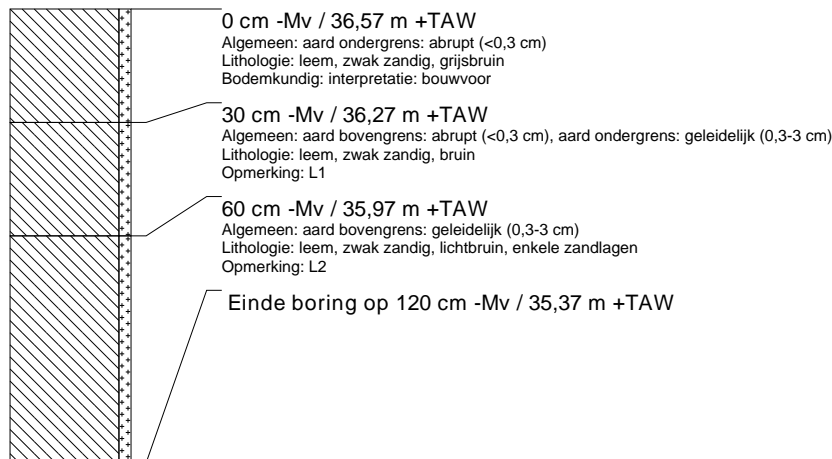 0 cm -Mv / 36,57 m +TAW
Algemeen: aard ondergrens: abrupt (<0,3 cm)
Lithologie: leem, zwak zandig, grijsbruin
Bodemkundig: interpretatie: bouwvoor
30 cm -Mv / 36,27 m +TAW
Algemeen: aard bovengrens: abrupt (<0,3 cm), aard ondergrens: geleidelijk (0,3-3 cm)
Lithologie: leem, zwak zandig, bruin
Opmerking: L1
60 cm -Mv / 35,97 m +TAW
Algemeen: aard bovengrens: geleidelijk (0,3-3 cm)
Lithologie: leem, zwak zandig, lichtbruin, enkele zandlagen
Opmerking: L2
Einde boring op 120 cm -Mv / 35,37 m +TAW